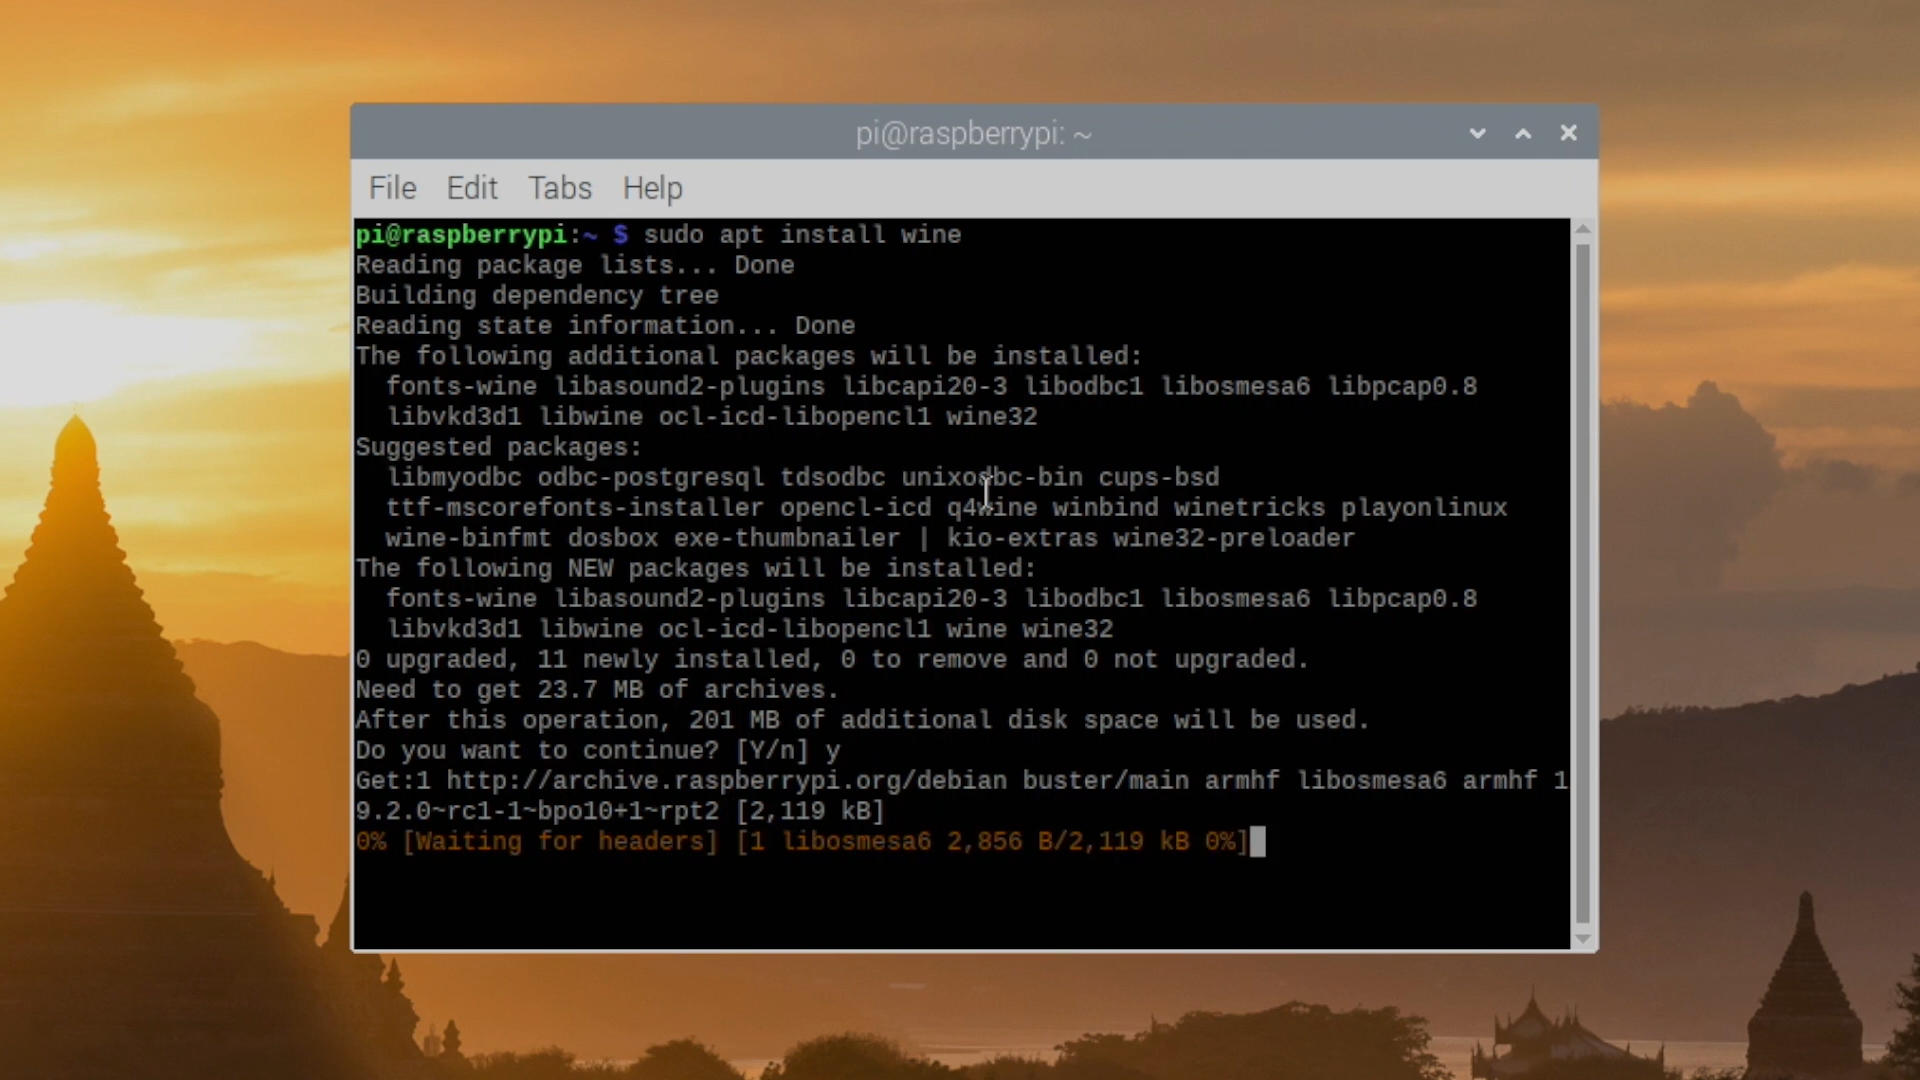 pi@raspberrypi: ~
File Edit Tabs Help
pi@raspberrypi:~ $ sudo apt install wine
Reading package lists... Done
Building dependency tree
Reading state information... Done
The following additional packages will be installed:
  fonts-wine libasound2-plugins libcapi20-3 libodbc1 libosmesa6 libpcap0.8
  libvkd3d1 libwine ocl-icd-libopencl1 wine32
Suggested packages:
  libmyodbc odbc-postgresql tdsodbc unixodbc-bin cups-bsd
  ttf-mscorefonts-installer opencl-icd q4wine winbind winetricks playonlinux
  wine-binfmt dosbox exe-thumbnailer | kio-extras wine32-preloader
The following NEW packages will be installed:
  fonts-wine libasound2-plugins libcapi20-3 libodbc1 libosmesa6 libpcap0.8
  libvkd3d1 libwine ocl-icd-libopencl1 wine wine32
0 upgraded, 11 newly installed, 0 to remove and 0 not upgraded.
Need to get 23.7 MB of archives.
After this operation, 201 MB of additional disk space will be used.
Do you want to continue? [Y/n] y
Get:1 http://archive.raspberrypi.org/debian buster/main armhf libosmesa6 armhf 1
9.2.0~rc1-1~bpo10+1~rpt2 [2,119 kB]
0% [Waiting for headers] [1 libosmesa6 2,856 B/2,119 kB 0%]